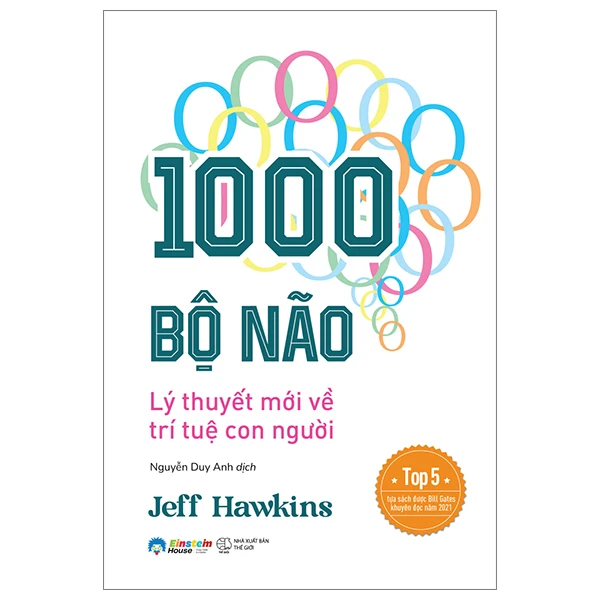 1000
BỘ NÃO
Lý thuyết mới về
trí tuệ con người
Nguyễn Duy Anh dịch
Top 5
tựa sách được Bill Gates
khuyên đọc năm 2021
Jeff Hawkins
Einstein
House
NHÀ XUẤT BẢN
THẾ GIỚI